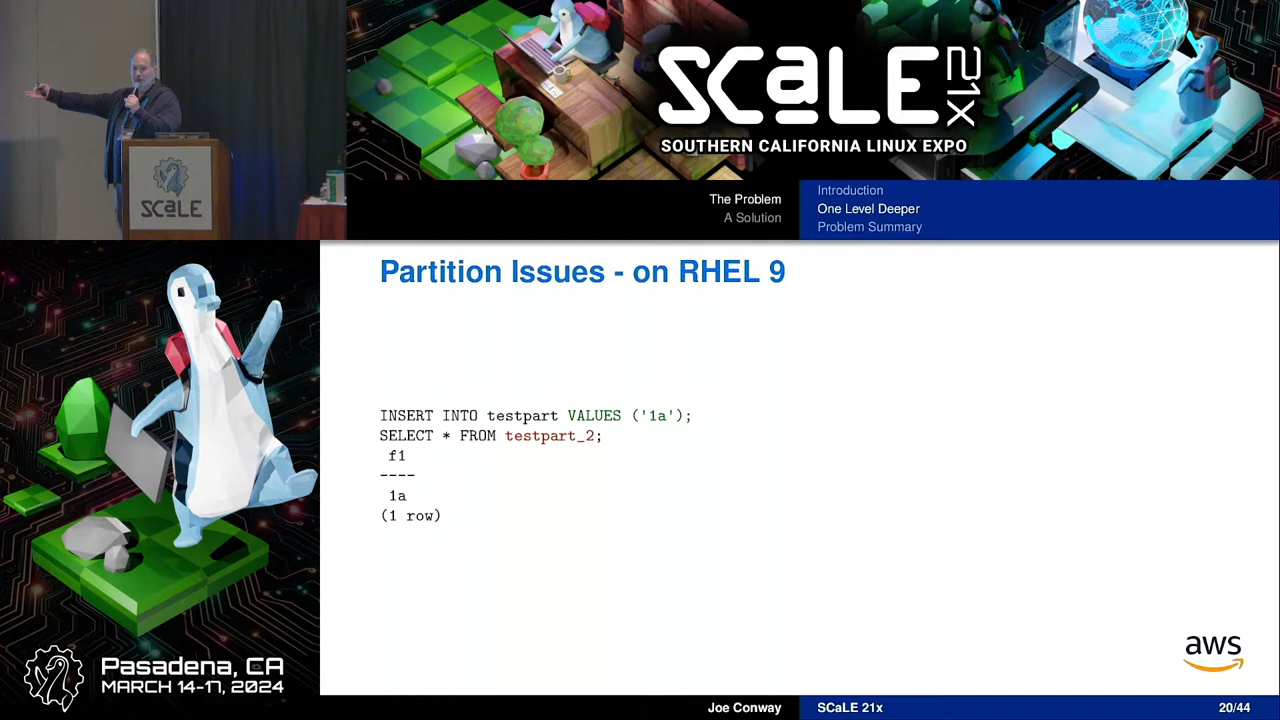 SCaLE 21x
SOUTHERN CALIFORNIA LINUX EXPO
SCaLE
The Problem
A Solution
Introduction
One Level Deeper
Problem Summary
Partition Issues - on RHEL 9
INSERT INTO testpart VALUES ('1a');
SELECT * FROM testpart_2;
f1
----
1a
(1 row)
aws
Pasadena, CA
MARCH 14-17, 2024
Joe Conway
SCaLE 21x
20/44